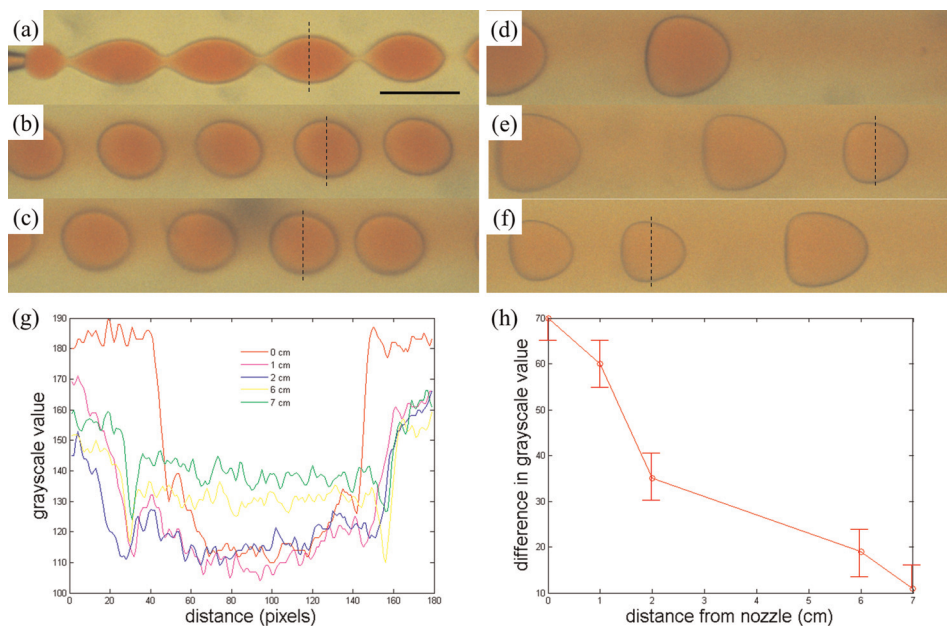 (a)
(b)
(c)
(d)
(e)
(f)
(g)
190
180
170
160
150
140
130
120
110
100
grayscale value
0 cm
1 cm
2 cm
6 cm
7 cm
0 20 40 60 80 100 120 140 160 180
distance (pixels)
(h)
70
60
50
40
30
20
10
difference in grayscale value
0 1 2 3 4 5 6 7
distance from nozzle (cm)